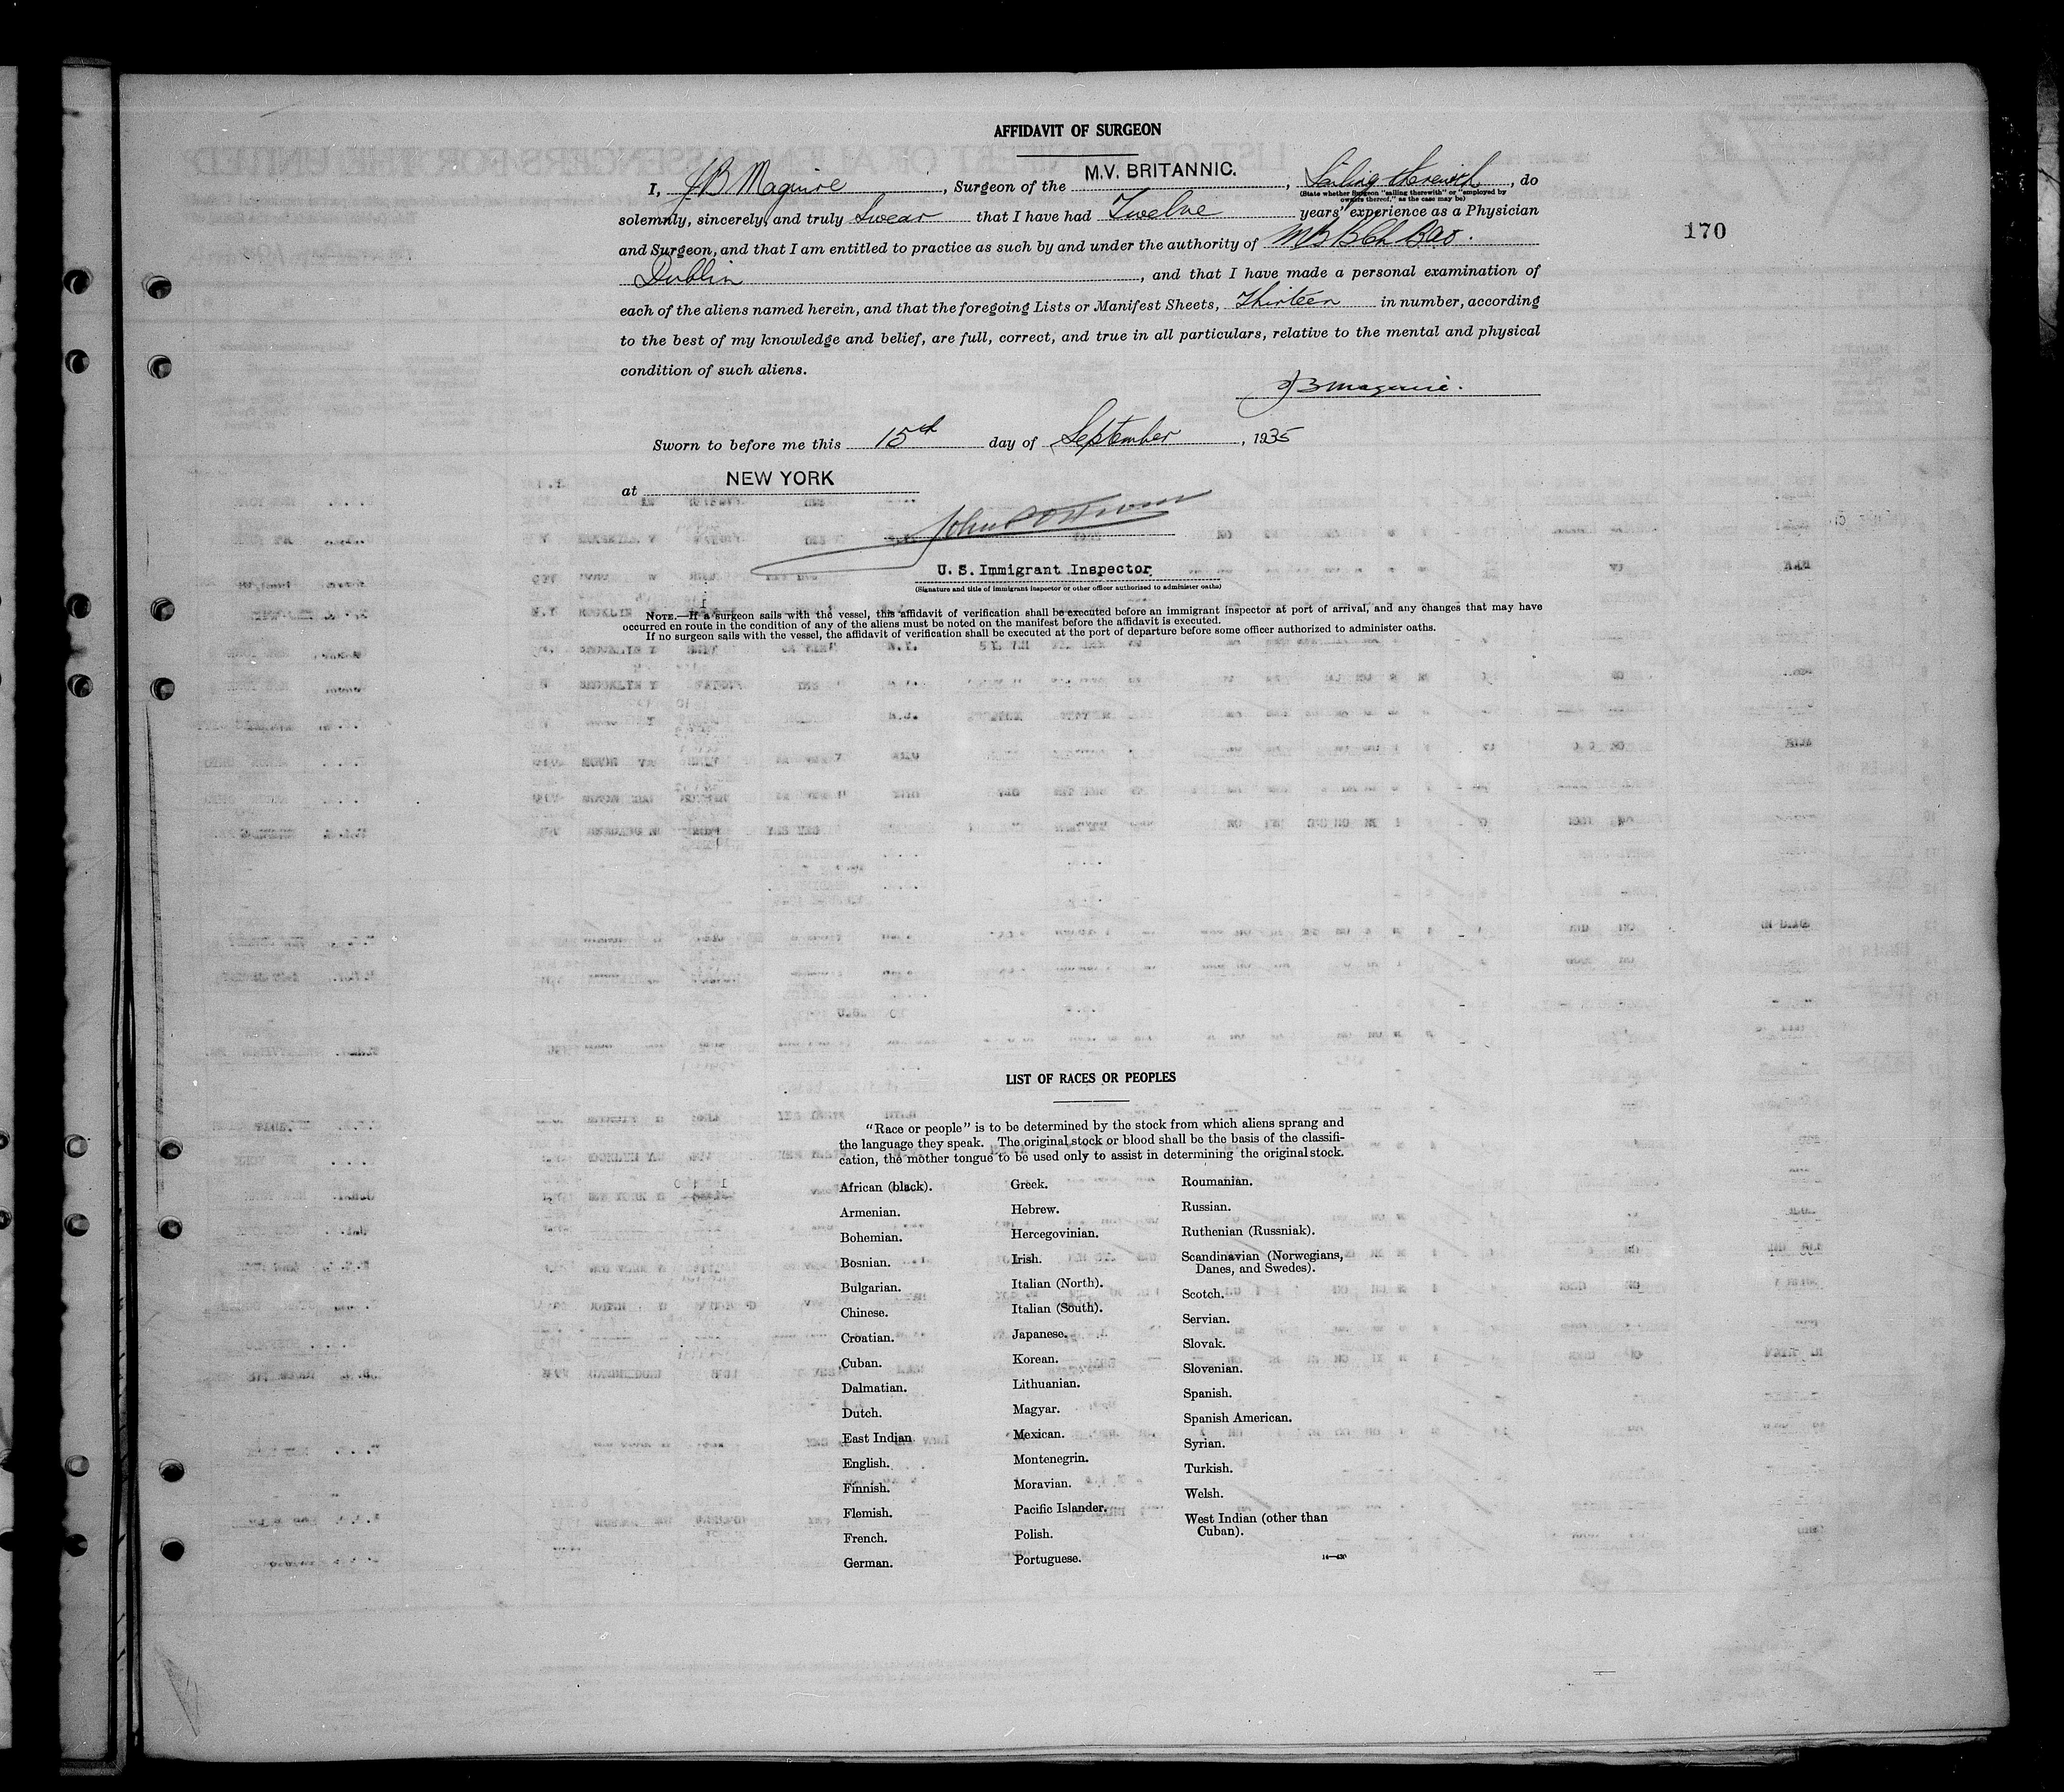 AFFIDAVIT OF SURGEON
I, JB Maguire, Surgeon of the M.V. BRITANNIC., Sailing therewith, do
(State whether Surgeon "sailing therewith" or "employed by
owners thereof," as the case may be)
solemnly, sincerely, and truly Swear that I have had Twelve years' experience as a Physician
and Surgeon, and that I am entitled to practice as such by and under the authority of MB BCh Bao.
170
Dublin, and that I have made a personal examination of
each of the aliens named herein, and that the foregoing Lists or Manifest Sheets, Thirteen in number, according
to the best of my knowledge and belief, are full, correct, and true in all particulars, relative to the mental and physical
condition of such aliens.
JB Maguire.
Sworn to before me this 15th day of September, 1935
at NEW YORK
John
U. S. Immigrant Inspector
(Signature and title of immigrant inspector or other officer authorized to administer oaths)
NOTE.—If a surgeon sails with the vessel, this affidavit of verification shall be executed before an immigrant inspector at port of arrival, and any changes that may have
occurred en route in the condition of any of the aliens must be noted on the manifest before the affidavit is executed.
If no surgeon sails with the vessel, the affidavit of verification shall be executed at the port of departure before some officer authorized to administer oaths.
LIST OF RACES OR PEOPLES
"Race or people" is to be determined by the stock from which aliens sprang and
the language they speak. The original stock or blood shall be the basis of the classifi-
cation, the mother tongue to be used only to assist in determining the original stock.
African (black).
Armenian.
Bohemian.
Bosnian.
Bulgarian.
Chinese.
Croatian.
Cuban.
Dalmatian.
Dutch.
East Indian
English.
Finnish.
Flemish.
French.
German.
Greek.
Hebrew.
Hercegovinian.
Irish.
Italian (North).
Italian (South).
Japanese.
Korean.
Lithuanian.
Magyar.
Mexican.
Montenegrin.
Moravian.
Pacific Islander.
Polish.
Portuguese.
Roumanian.
Russian.
Ruthenian (Russniak).
Scandinavian (Norwegians,
Danes, and Swedes).
Scotch.
Servian.
Slovak.
Slovenian.
Spanish.
Spanish American.
Syrian.
Turkish.
Welsh.
West Indian (other than
Cuban).